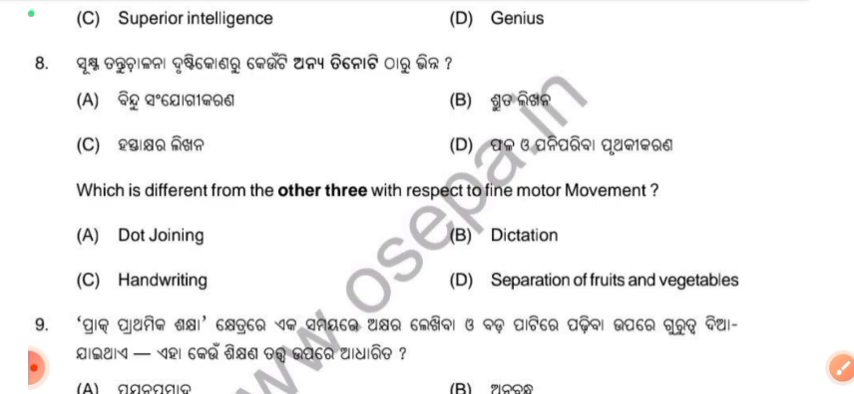 (C) Superior intelligence (D) Genius
8. ସୂକ୍ଷ୍ମ ତନ୍ତୁଚାଳନା ଦୃଷ୍ଟିକୋଣରୁ କେଉଁଟି ଅନ୍ୟ ତିନୋଟି ଠାରୁ ଭିନ୍ନ ?
(A) ବିନ୍ଦୁ ସଂଯୋଗୀକରଣ (B) ଶ୍ରୁତ ଲିଖନ
(C) ହସ୍ତାକ୍ଷର ଲିଖନ (D) ଫଳ ଓ ପନିପରିବା ପୃଥକୀକରଣ
Which is different from the other three with respect to fine motor Movement ?
(A) Dot Joining (B) Dictation
(C) Handwriting (D) Separation of fruits and vegetables
9. ‘ପ୍ରାକ୍ ପ୍ରାଥମିକ ଶିକ୍ଷା’ କ୍ଷେତ୍ରରେ ଏକ ସମୟରେ ଅକ୍ଷର ଲେଖିବା ଓ ବଡ଼ ପାଟିରେ ପଢ଼ିବା ଉପରେ ଗୁରୁତ୍ୱ ଦିଆ-
ଯାଇଥାଏ — ଏହା କେଉଁ ଶିକ୍ଷଣ ତତ୍ତ୍ୱ ଉପରେ ଆଧାରିତ ?
(A) (B)
www.osepa.in